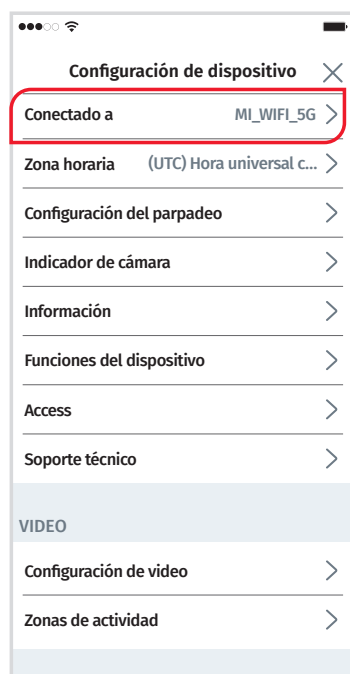 Configuración de dispositivo
Conectado a MI_WIFI_5G
Zona horaria (UTC) Hora universal c...
Configuración del parpadeo
Indicador de cámara
Información
Funciones del dispositivo
Access
Soporte técnico
VIDEO
Configuración de video
Zonas de actividad